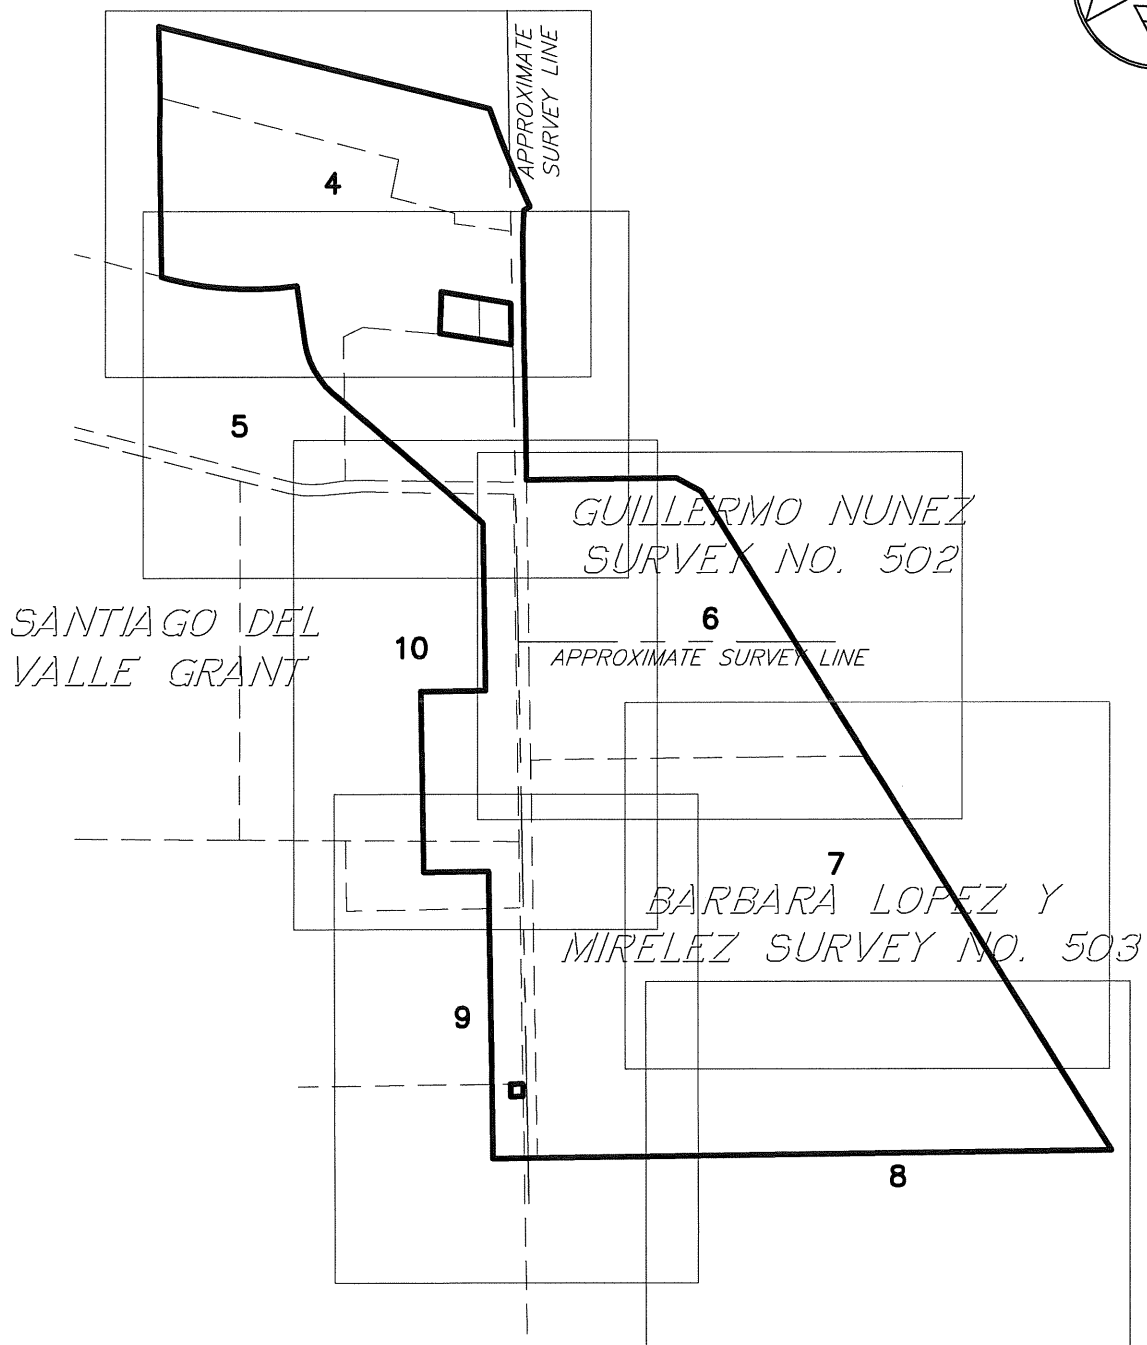 APPROXIMATE
SURVEY LINE
4
5
GUILLERMO NUNEZ
SURVEY NO. 502
SANTIAGO DEL
VALLE GRANT
10
6
APPROXIMATE SURVEY LINE
7
BARBARA LOPEZ Y
MIRELEZ SURVEY NO. 503
9
8